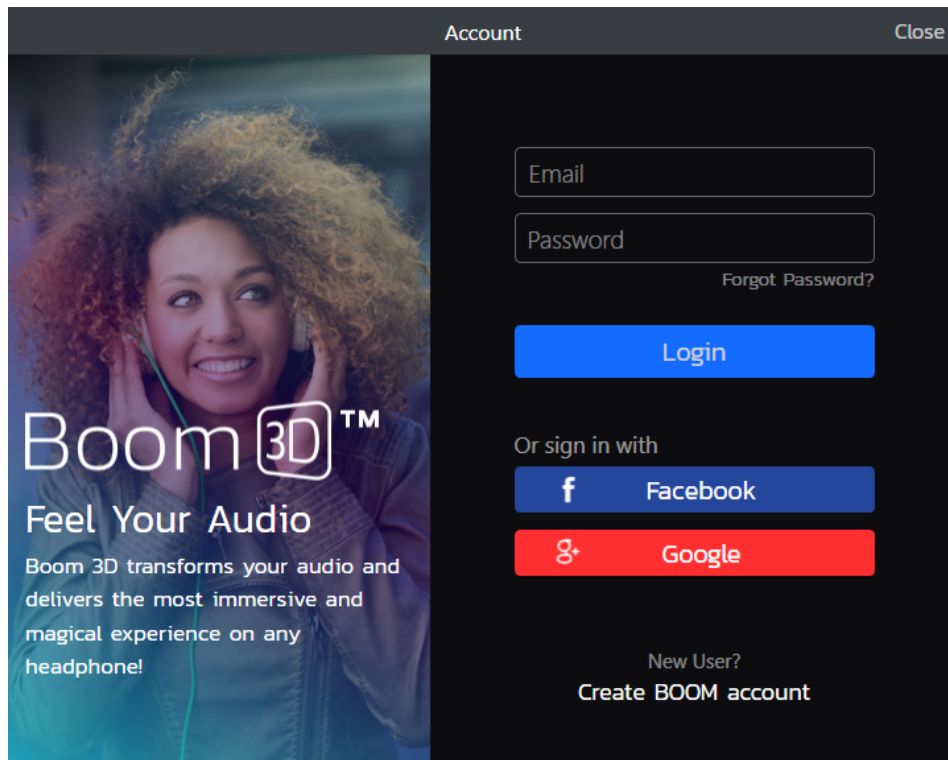 Account
Close
Email
Password
Forgot Password?
Login
Or sign in with
f Facebook
g+ Google
New User?
Create BOOM account
Boom 3D™
Feel Your Audio
Boom 3D transforms your audio and
delivers the most immersive and
magical experience on any
headphone!